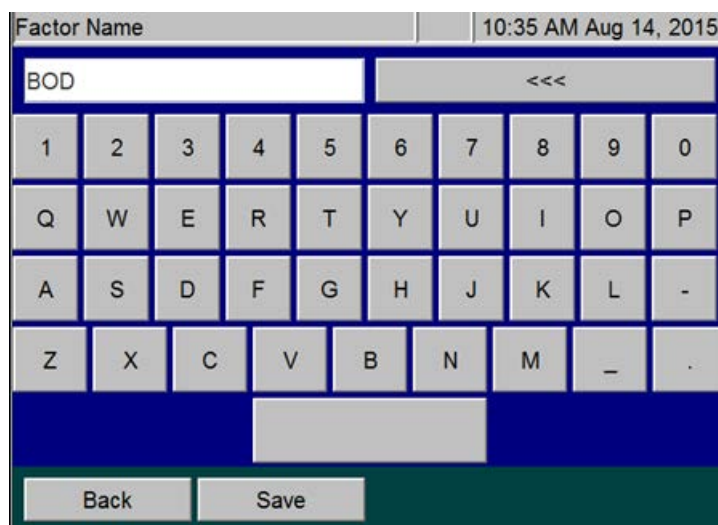 Factor Name 10:35 AM Aug 14, 2015
BOD <<<
1 2 3 4 5 6 7 8 9 0
Q W E R T Y U I O P
A S D F G H J K L -
Z X C V B N M _ .
Back Save